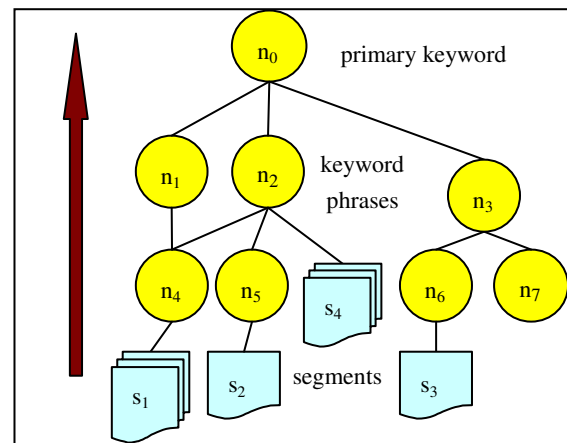 n0 primary keyword
n1 n2 keyword
phrases n3
n4 n5 s4 n6 n7
s1 s2 segments s3